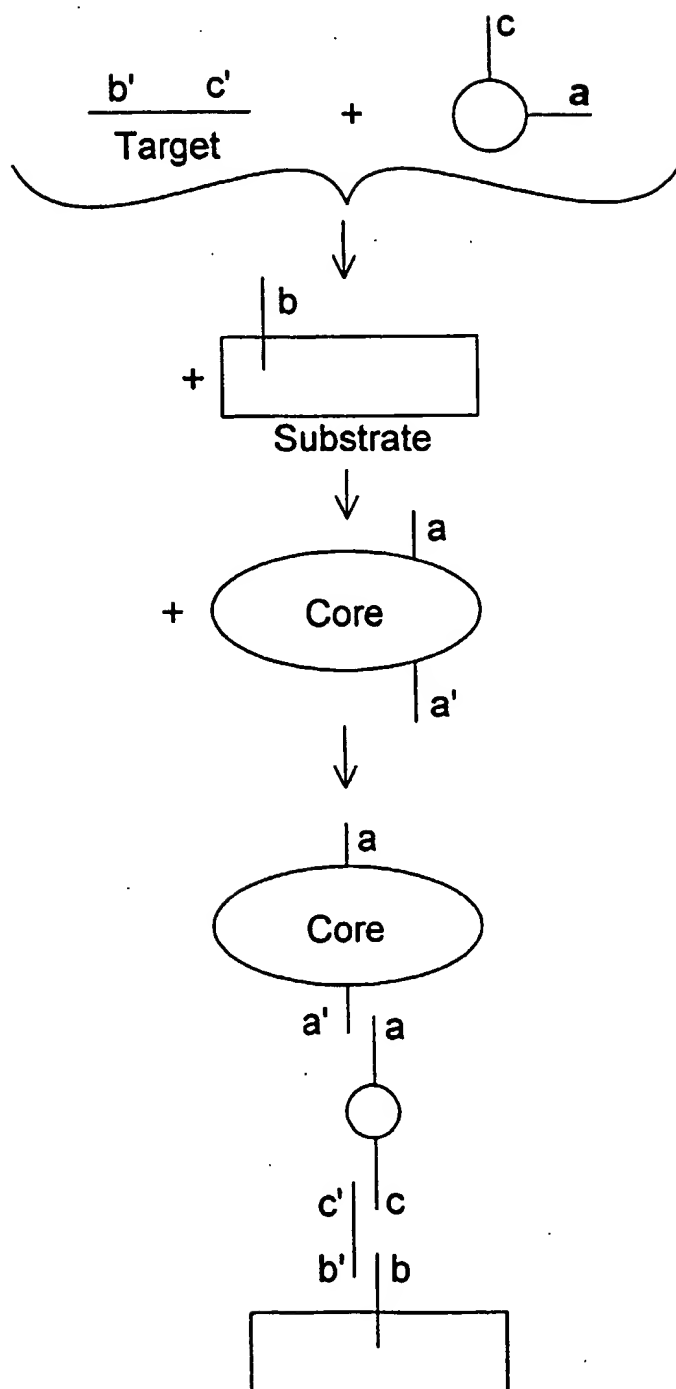 c
b' c' + a
Target
b
+
Substrate
a
+ Core
a'
a
Core
a' a
c' c
b' b